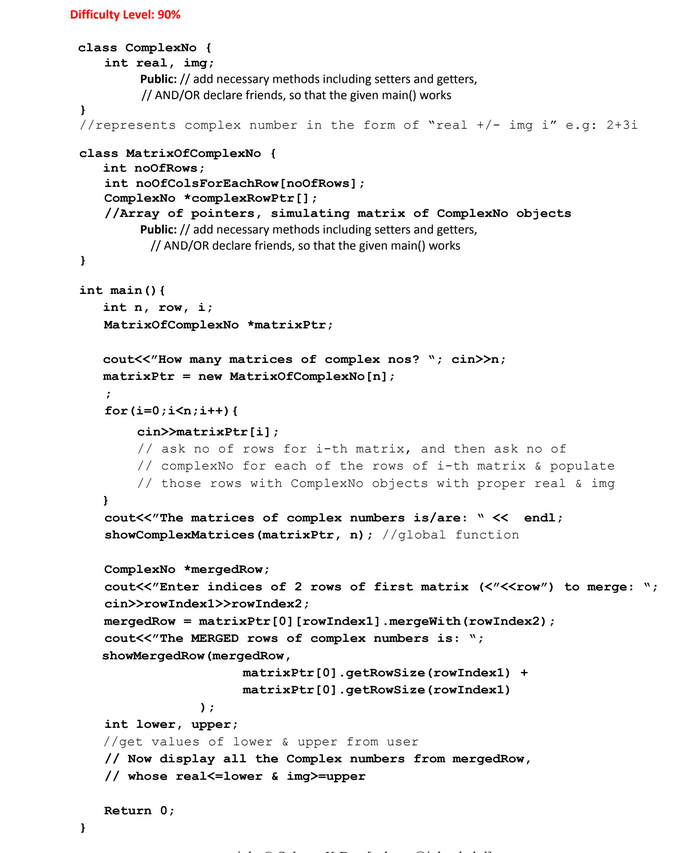 Difficulty Level: 90%
class ComplexNo {
int real, img;
Public: // add necessary methods including setters and getters,
// AND/OR declare friends, so that the given main() works
}
//represents complex number in the form of “real +/- img i” e.g: 2+3i
class MatrixOfComplexNo {
int noOfRows;
int noOfColsForEachRow[noOfRows];
ComplexNo *complexRowPtr[];
//Array of pointers, simulating matrix of ComplexNo objects
Public: // add necessary methods including setters and getters,
// AND/OR declare friends, so that the given main() works
}
int main(){
int n, row, i;
MatrixOfComplexNo *matrixPtr;
cout<<”How many matrices of complex nos? “; cin>>n;
matrixPtr = new MatrixOfComplexNo[n];
;
for(i=0;i<n;i++){
cin>>matrixPtr[i];
// ask no of rows for i-th matrix, and then ask no of
// complexNo for each of the rows of i-th matrix & populate
// those rows with ComplexNo objects with proper real & img
}
cout<<”The matrices of complex numbers is/are: “ << endl;
showComplexMatrices(matrixPtr, n); //global function
ComplexNo *mergedRow;
cout<<”Enter indices of 2 rows of first matrix (<”<<row”) to merge: “;
cin>>rowIndex1>>rowIndex2;
mergedRow = matrixPtr[0][rowIndex1].mergeWith(rowIndex2);
cout<<”The MERGED rows of complex numbers is: “;
showMergedRow(mergedRow,
matrixPtr[0].getRowSize(rowIndex1) +
matrixPtr[0].getRowSize(rowIndex1)
);
int lower, upper;
//get values of lower & upper from user
// Now display all the Complex numbers from mergedRow,
// whose real<=lower & img>=upper
Return 0;
}